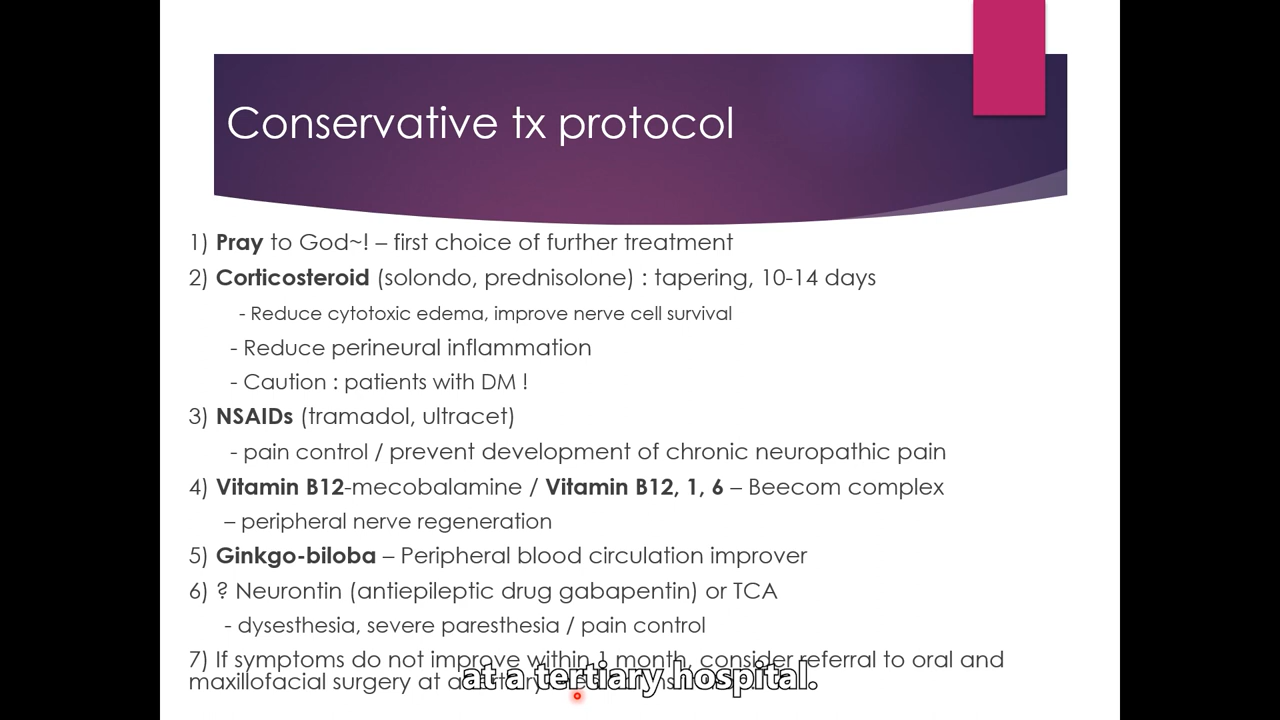 Conservative tx protocol
1) Pray to God~! – first choice of further treatment
2) Corticosteroid (solondo, prednisolone) : tapering, 10-14 days
- Reduce cytotoxic edema, improve nerve cell survival
- Reduce perineural inflammation
- Caution : patients with DM !
3) NSAIDs (tramadol, ultracet)
- pain control / prevent development of chronic neuropathic pain
4) Vitamin B12-mecobalamine / Vitamin B12, 1, 6 – Beecom complex
– peripheral nerve regeneration
5) Ginkgo-biloba – Peripheral blood circulation improver
6) ? Neurontin (antiepileptic drug gabapentin) or TCA
- dysesthesia, severe paresthesia / pain control
7) If symptoms do not improve within 1 month, consider referral to oral and
maxillofacial surgery at a
at a tertiary hospital.